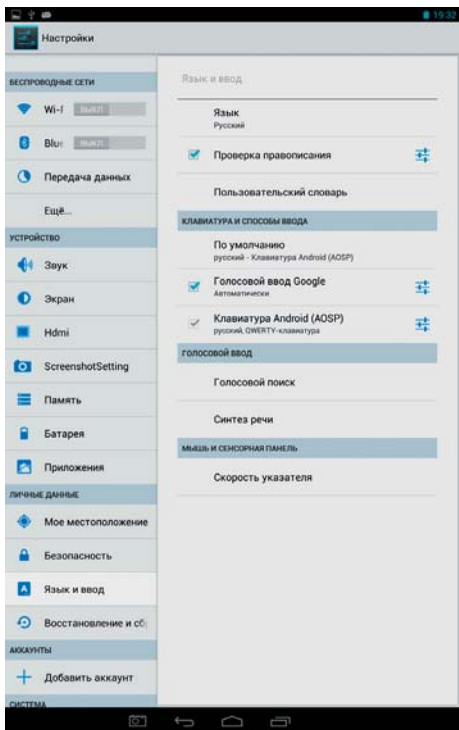 19:32
Настройки
БЕСПРОВОДНЫЕ СЕТИ
Wi-F
ВЫКЛ
Blue
ВЫКЛ
Передача данных
Ещё...
УСТРОЙСТВО
Звук
Экран
Hdmi
ScreenshotSetting
Память
Батарея
Приложения
ЛИЧНЫЕ ДАННЫЕ
Мое местоположение
Безопасность
Язык и ввод
Восстановление и сб
АККАУНТЫ
Добавить аккаунт
СИСТЕМА
Язык и ввод
Язык
Русский
Проверка правописания
Пользовательский словарь
КЛАВИАТУРА И СПОСОБЫ ВВОДА
По умолчанию
русский - Клавиатура Android (AOSP)
Голосовой ввод Google
Автоматически
Клавиатура Android (AOSP)
русский, QWERTY-клавиатура
ГОЛОСОВОЙ ВВОД
Голосовой поиск
Синтез речи
МЫШЬ И СЕНСОРНАЯ ПАНЕЛЬ
Скорость указателя